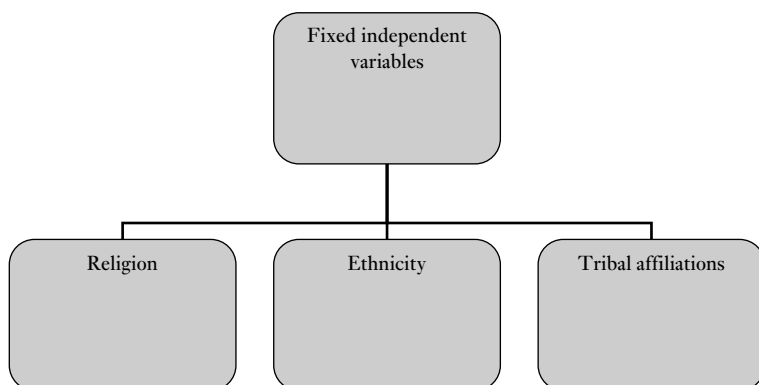 Fixed independent
variables
Religion
Ethnicity
Tribal affiliations